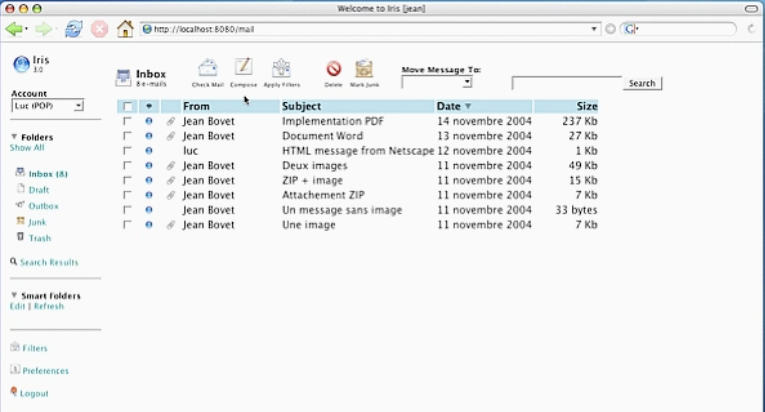 Welcome to Iris [jean]
http://localhost:8080/mail
Iris
1.0
Account
Luc (POP)
Folders
Show All
Inbox (8)
Draft
Outbox
Junk
Trash
Search Results
Smart Folders
Edit | Refresh
Filters
Preferences
Logout
Inbox
8 e-mails
Check Mail Compose Apply Filters Delete Mark Junk
Move Message To:
Search
From Subject Date Size
Jean Bovet Implementation PDF 14 novembre 2004 237 Kb
Jean Bovet Document Word 13 novembre 2004 27 Kb
luc HTML message from Netscape 12 novembre 2004 1 Kb
Jean Bovet Deux images 11 novembre 2004 49 Kb
Jean Bovet ZIP + image 11 novembre 2004 15 Kb
Jean Bovet Attachement ZIP 11 novembre 2004 7 Kb
Jean Bovet Un message sans image 11 novembre 2004 33 bytes
Jean Bovet Une image 11 novembre 2004 7 Kb